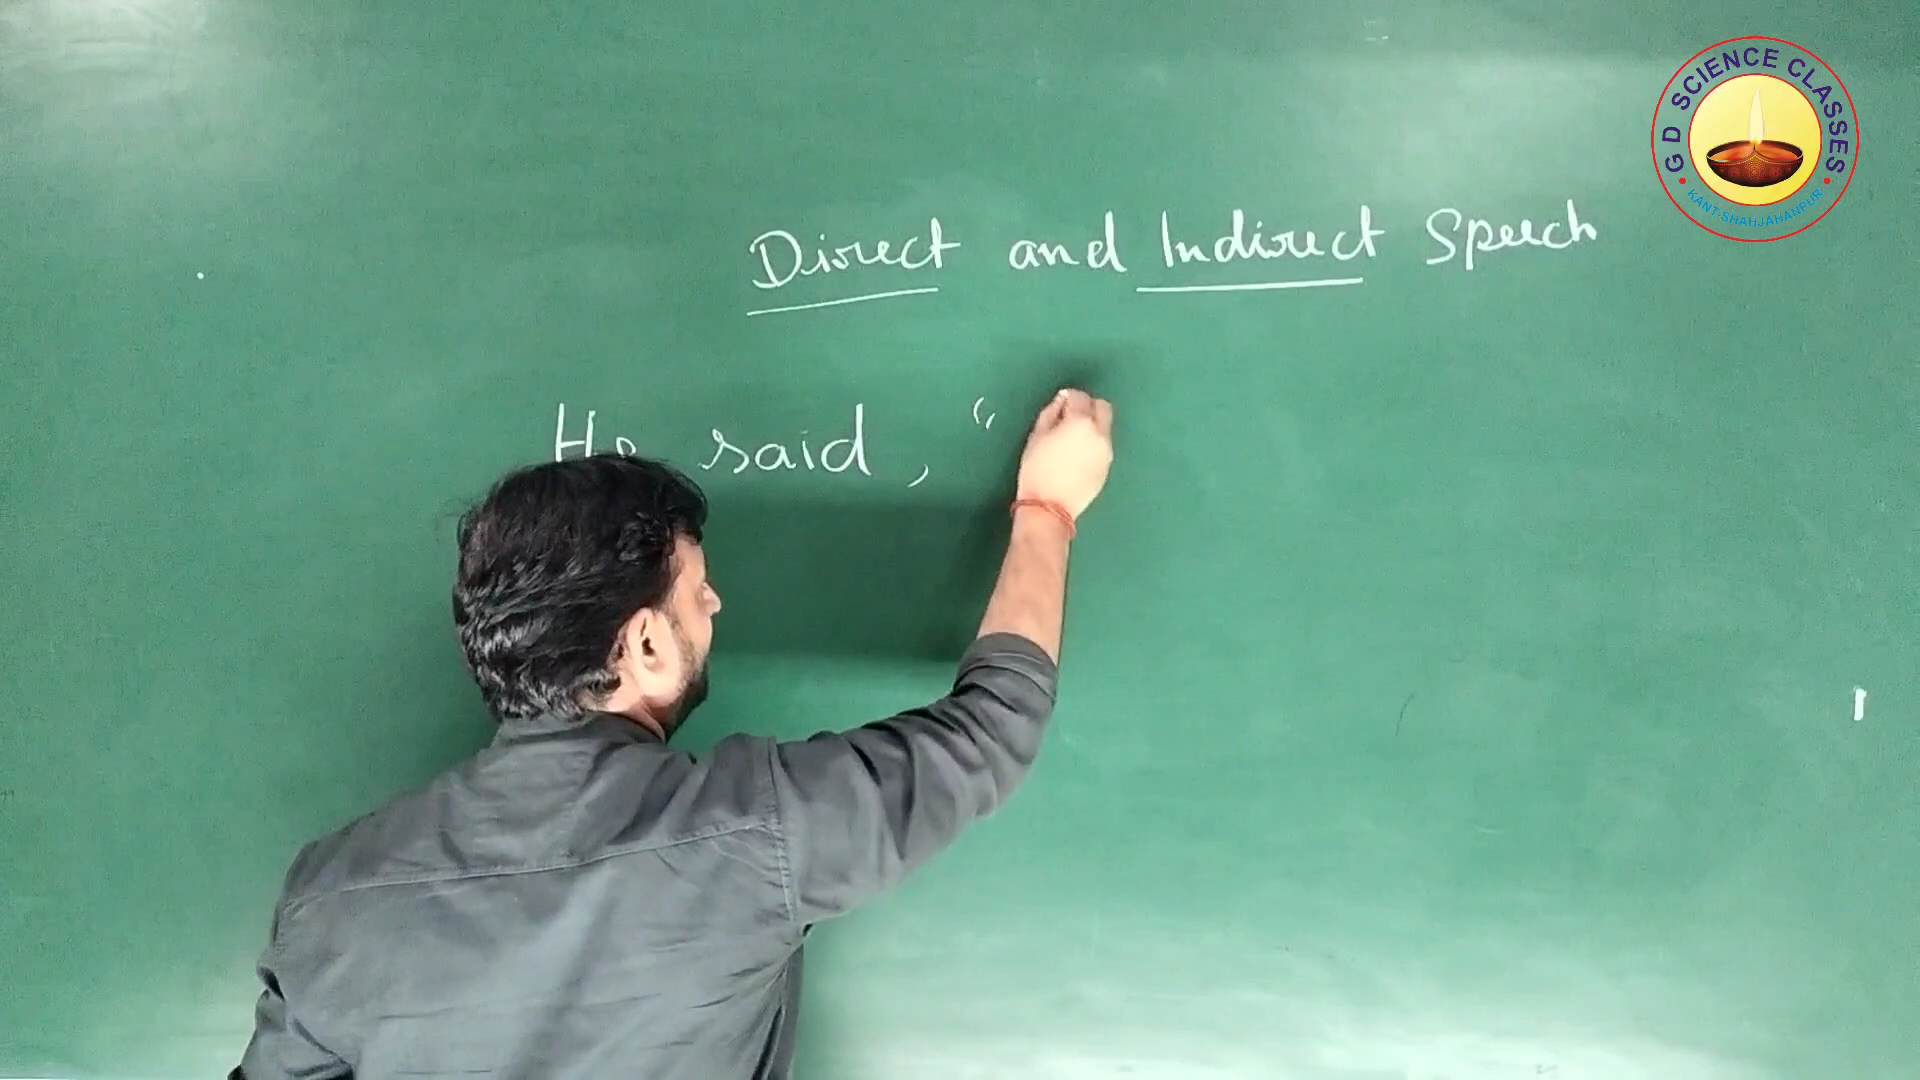 G D SCIENCE CLASSES
KANT-SHAHJAHANPUR
Direct and Indirect Speech
He said, “